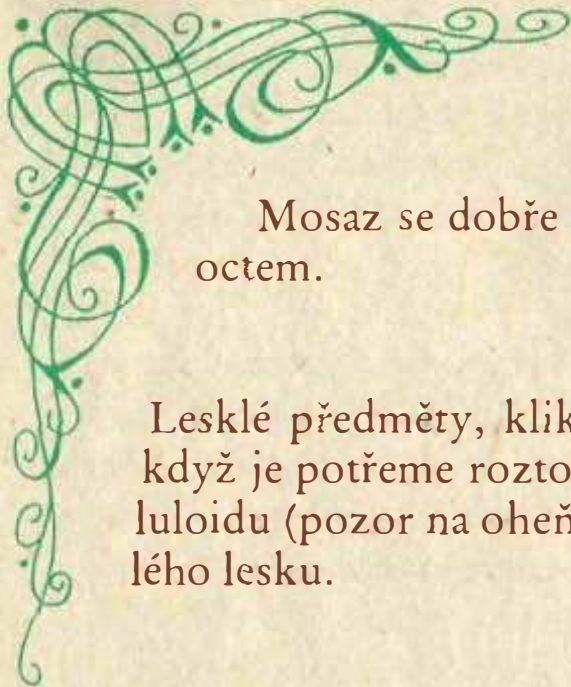 Mosaz se dobře
octem.
Lesklé předměty, klik
když je potřeme rozto
luloidu (pozor na oheň
lého lesku.